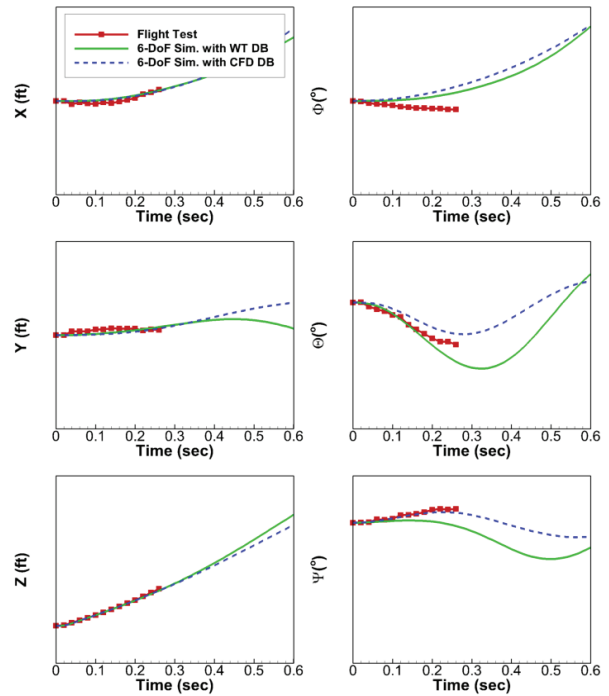 Flight Test
6-DoF Sim. with WT DB
6-DoF Sim. with CFD DB
X (ft)
0 0.1 0.2 0.3 0.4 0.5 0.6
Time (sec)
Φ(°)
0 0.1 0.2 0.3 0.4 0.5 0.6
Time (sec)
Y (ft)
0 0.1 0.2 0.3 0.4 0.5 0.6
Time (sec)
Θ(°)
0 0.1 0.2 0.3 0.4 0.5 0.6
Time (sec)
Z (ft)
0 0.1 0.2 0.3 0.4 0.5 0.6
Time (sec)
Ψ(°)
0 0.1 0.2 0.3 0.4 0.5 0.6
Time (sec)